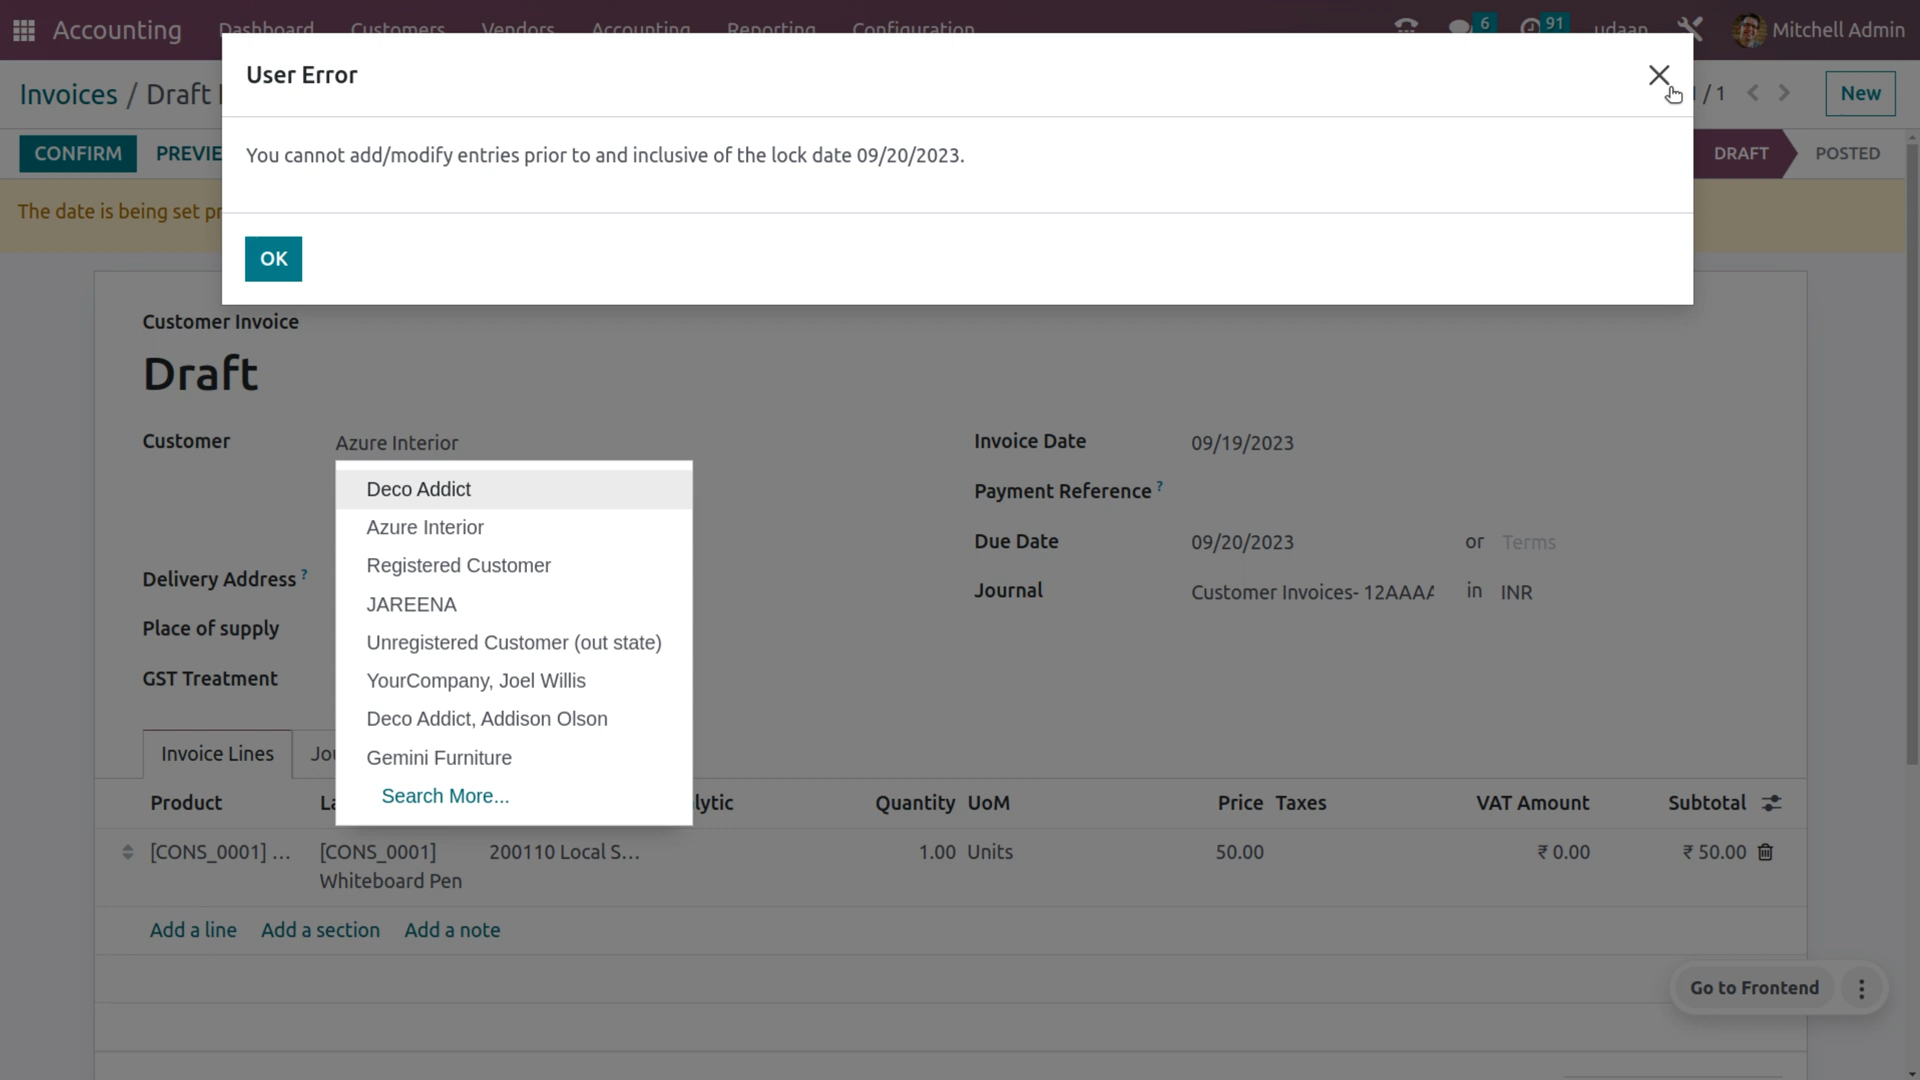 Accounting Dashboard Customers Vendors Accounting Reporting Configuration 6 91 udaan Mitchell Admin
User Error
Invoices / Draft / 1 New
CONFIRM PREVIE DRAFT POSTED
You cannot add/modify entries prior to and inclusive of the lock date 09/20/2023.
The date is being set pr
OK
Customer Invoice
Draft
Customer Azure Interior Invoice Date 09/19/2023
Deco Addict
Payment Reference ?
Azure Interior
Due Date 09/20/2023 or Terms
Registered Customer
Delivery Address ?
Journal Customer Invoices- 12AAAA in INR
JAREENA
Place of supply
Unregistered Customer (out state)
GST Treatment
YourCompany, Joel Willis
Deco Addict, Addison Olson
Invoice Lines Jou
Gemini Furniture
Search More...
Product La lytic Quantity UoM Price Taxes VAT Amount Subtotal
[CONS_0001] ... [CONS_0001] 200110 Local S... 1.00 Units 50.00 ₹ 0.00 ₹ 50.00
Whiteboard Pen
Add a line Add a section Add a note
Go to Frontend